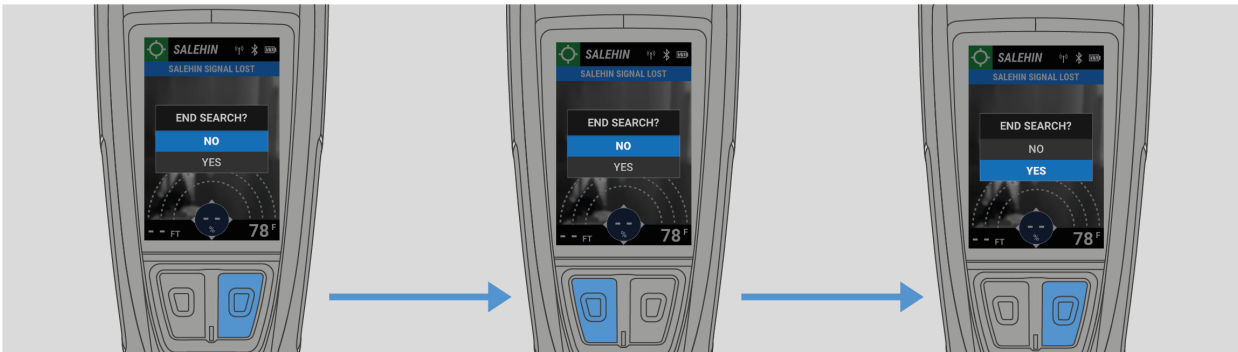 SALEHIN
SALEHIN SIGNAL LOST
END SEARCH?
NO
YES
-- %
-- FT
78 F
SALEHIN
SALEHIN SIGNAL LOST
END SEARCH?
NO
YES
-- %
-- FT
78 F
SALEHIN
SALEHIN SIGNAL LOST
END SEARCH?
NO
YES
-- %
-- FT
78 F